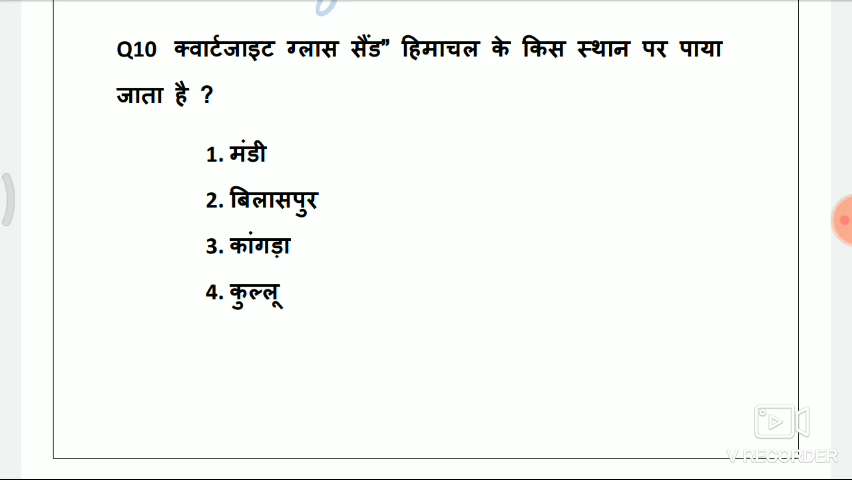 Q10 क्वार्टजाइट ग्लास सैंड” हिमाचल के किस स्थान पर पाया
जाता है ?
1. मंडी
2. बिलासपुर
3. कांगड़ा
4. कुल्लू
V RECORDER